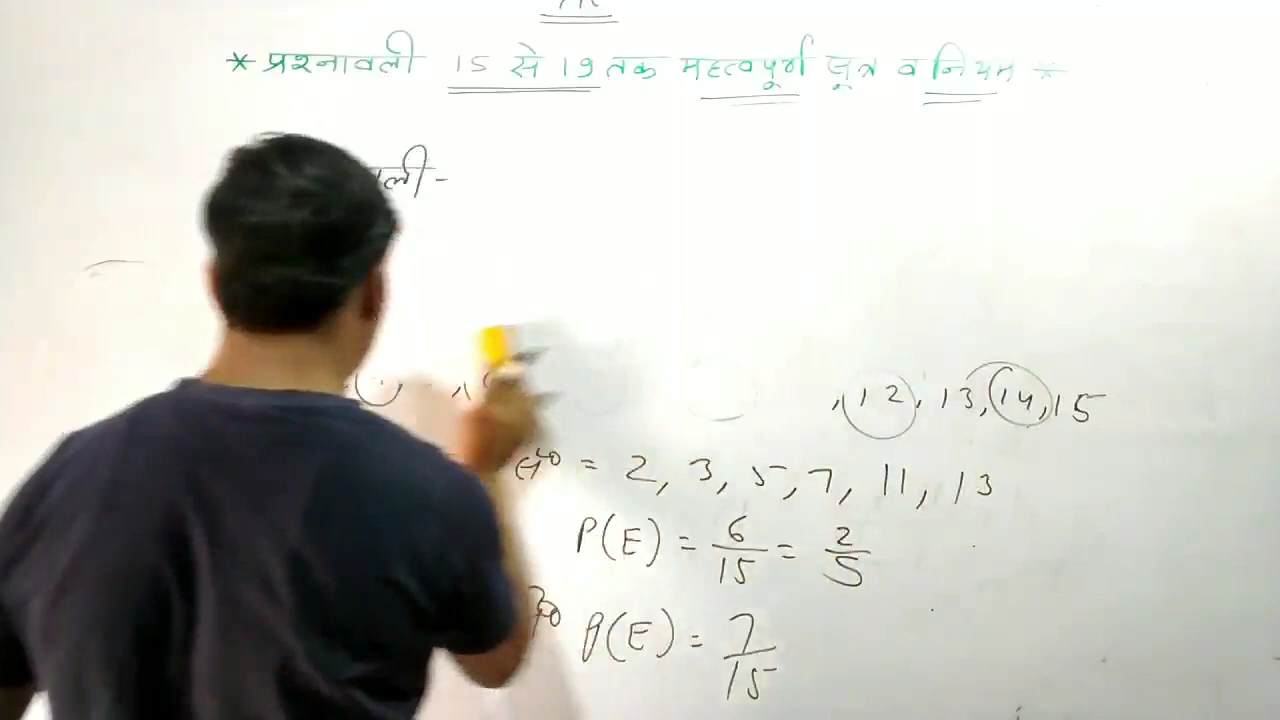 * प्रश्नावली 15 से 19 तक महत्वपूर्ण सूत्र व नियम *
, 12, 13, 14, 15
= 2, 3, 5, 7, 11, 13
P(E) = 6/15 = 2/5
P(E) = 7/15